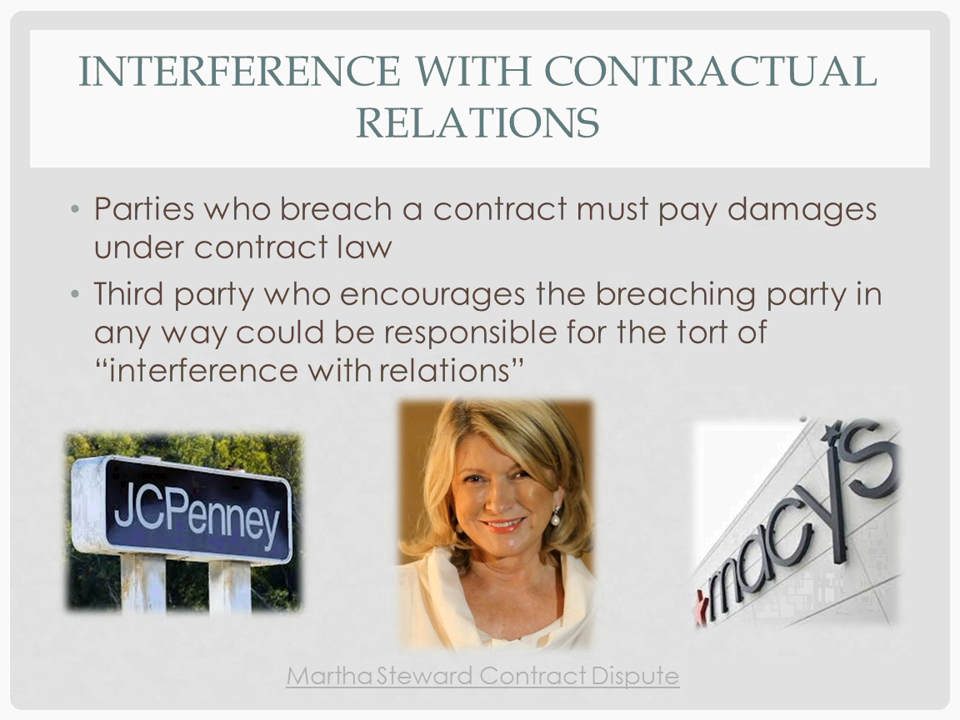 INTERFERENCE WITH CONTRACTUAL
RELATIONS
• Parties who breach a contract must pay damages
under contract law
• Third party who encourages the breaching party in
any way could be responsible for the tort of
“interference with relations”
JCPenney
macy's
Martha Steward Contract Dispute